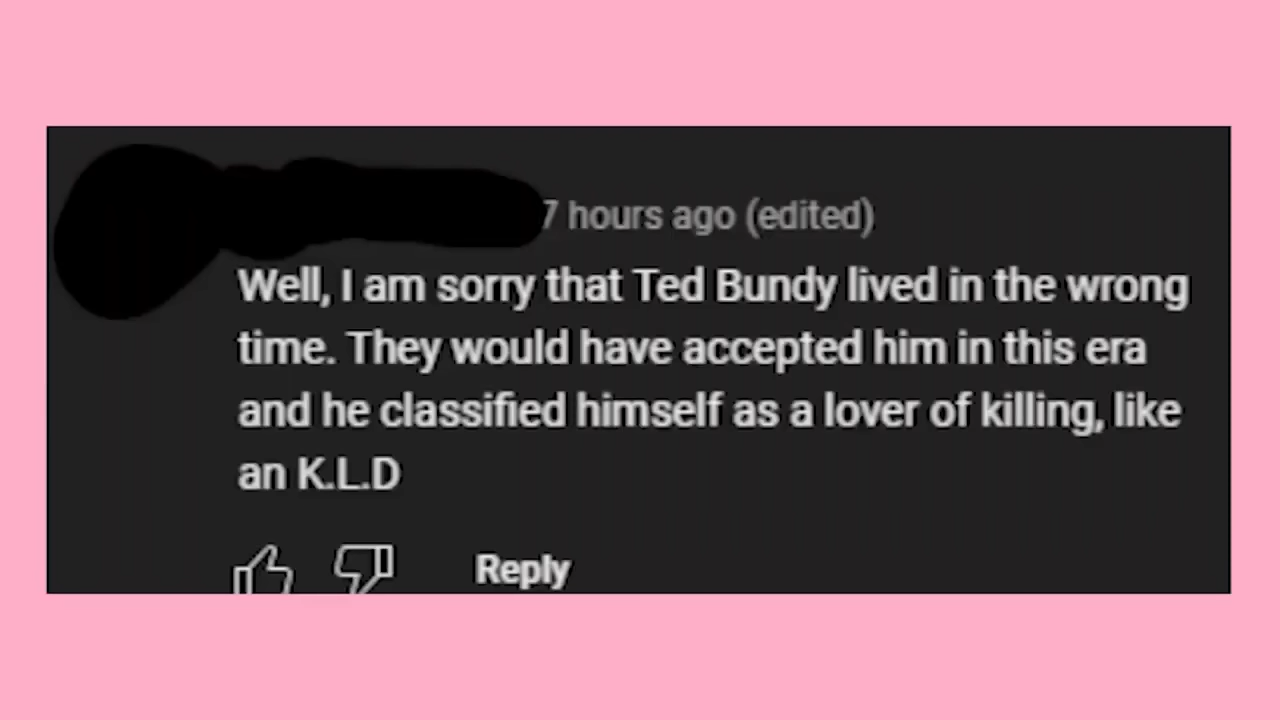 7 hours ago (edited)
Well, I am sorry that Ted Bundy lived in the wrong
time. They would have accepted him in this era
and he classified himself as a lover of killing, like
an K.L.D
Reply